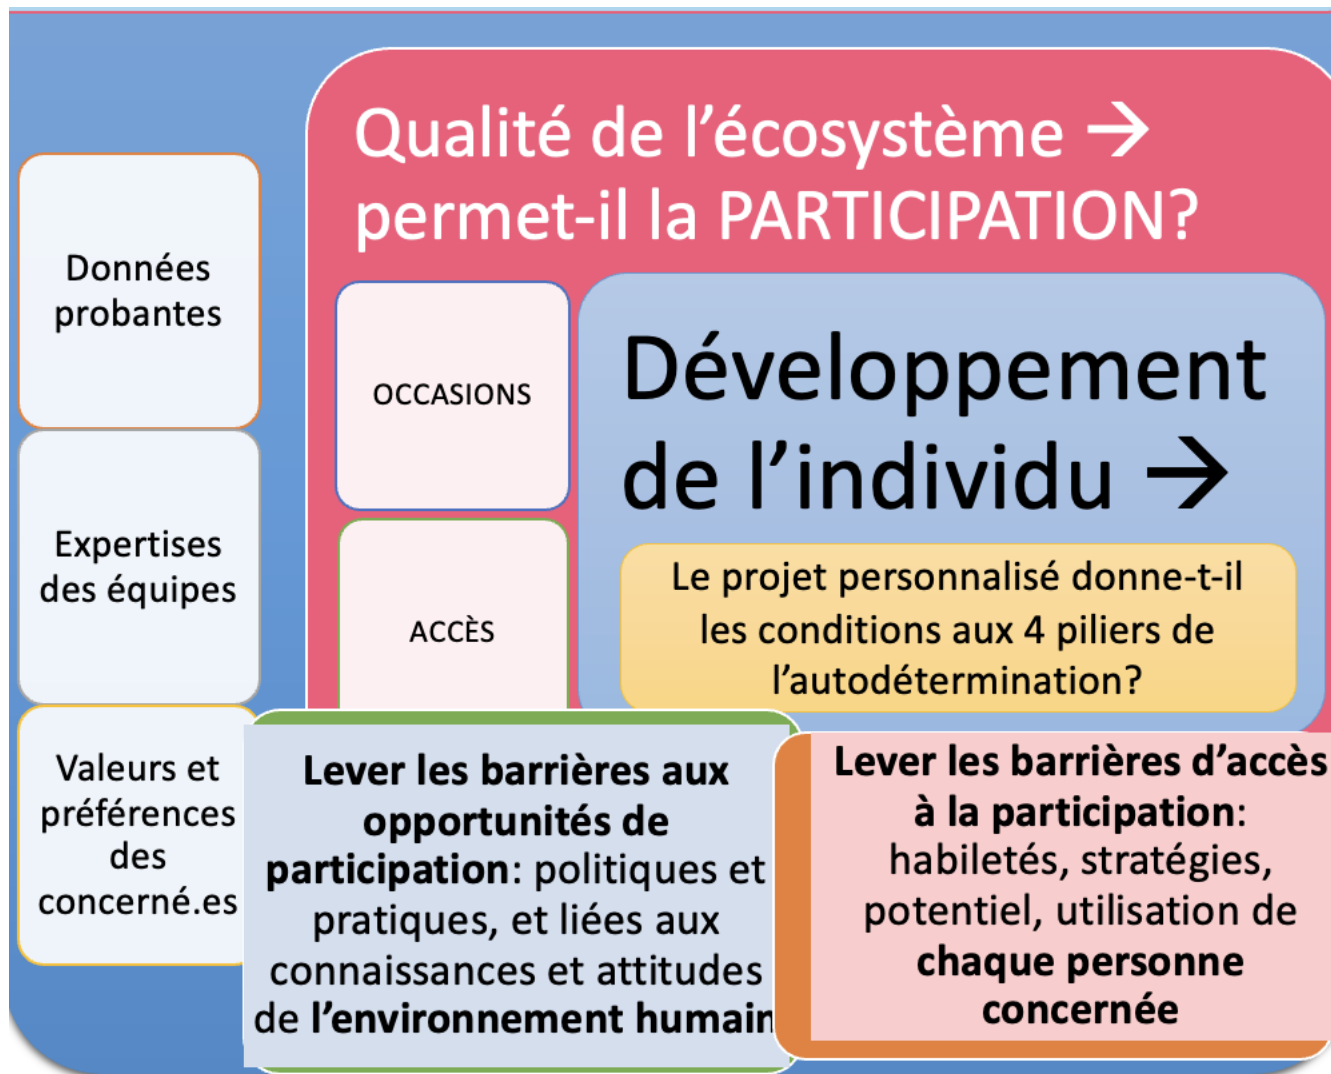 Qualité de l’écosystème →
permet-il la PARTICIPATION?
Données
probantes
Expertises
des équipes
Valeurs et
préférences
des
concerné.es
OCCASIONS
ACCÈS
Développement
de l’individu →
Le projet personnalisé donne-t-il
les conditions aux 4 piliers de
l’autodétermination?
Lever les barrières aux
opportunités de
participation: politiques et
pratiques, et liées aux
connaissances et attitudes
de l’environnement humain
Lever les barrières d’accès
à la participation:
habiletés, stratégies,
potentiel, utilisation de
chaque personne
concernée